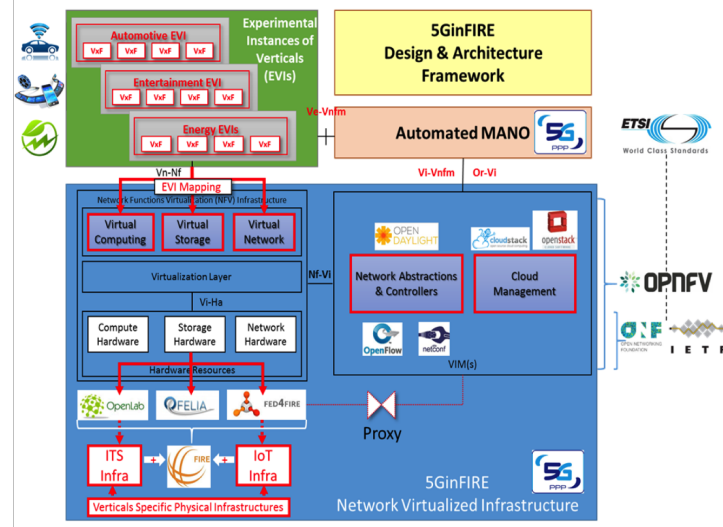 Experimental
Instances of
Verticals
(EVIs)
Automotive EVI
VxF VxF VxF VxF
Entertainment EVI
VxF VxF VxF VxF
Energy EVIs
VxF VxF VxF VxF
5GinFIRE
Design & Architecture
Framework
Ve-Vnfm
Automated MANO
5G
PPP
ETSI
World Class Standards
Vn-Nf
EVI Mapping
Vi-Vnfm
Or-Vi
Network Functions Virtualization (NFV) Infrastructure
Virtual
Computing
Virtual
Storage
Virtual
Network
Virtualization Layer
Vi-Ha
Compute
Hardware
Storage
Hardware
Network
Hardware
Hardware Resources
Nf-Vi
OPEN
DAYLIGHT
cloudstack
openstack
Network Abstractions
& Controllers
Cloud
Management
OpenFlow
netconf
VIM(s)
OPNFV
ONF
OPEN NETWORKING
FOUNDATION
IETF
OpenLab
OFELIA
FED4FIRE
Proxy
ITS
Infra
+
FIRE
+
IoT
Infra
Verticals Specific Physical Infrastructures
5GinFIRE
Network Virtualized Infrastructure
5G
PPP